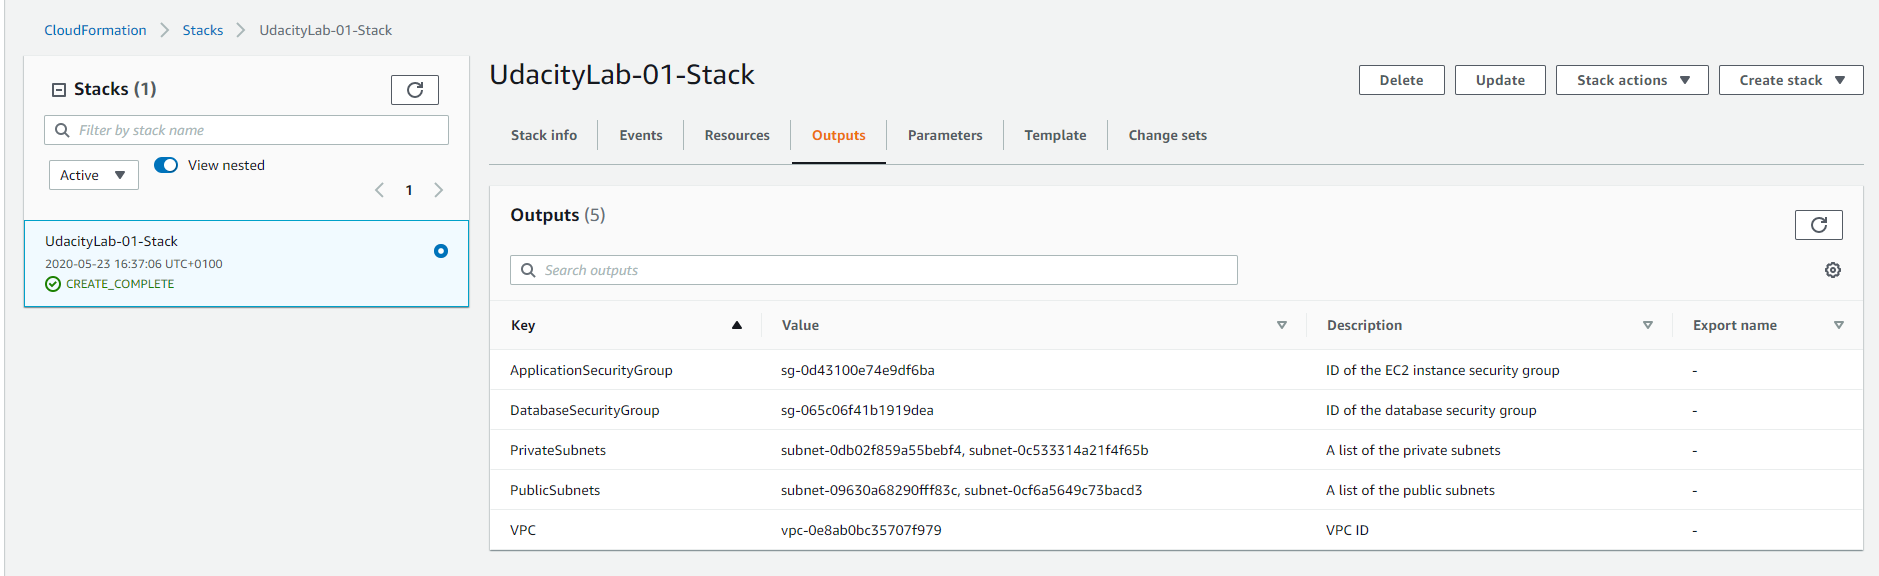 CloudFormation > Stacks > UdacityLab-01-Stack
Stacks (1)
Filter by stack name
Active
View nested
1
UdacityLab-01-Stack
2020-05-23 16:37:06 UTC+0100
CREATE_COMPLETE
UdacityLab-01-Stack
Delete Update Stack actions Create stack
Stack info Events Resources Outputs Parameters Template Change sets
Outputs (5)
Search outputs
Key Value Description Export name
ApplicationSecurityGroup sg-0d43100e74e9df6ba ID of the EC2 instance security group -
DatabaseSecurityGroup sg-065c06f41b1919dea ID of the database security group -
PrivateSubnets subnet-0db02f859a55bebf4, subnet-0c533314a21f4f65b A list of the private subnets -
PublicSubnets subnet-09630a68290fff83c, subnet-0cf6a5649c73bacd3 A list of the public subnets -
VPC vpc-0e8ab0bc35707f979 VPC ID -